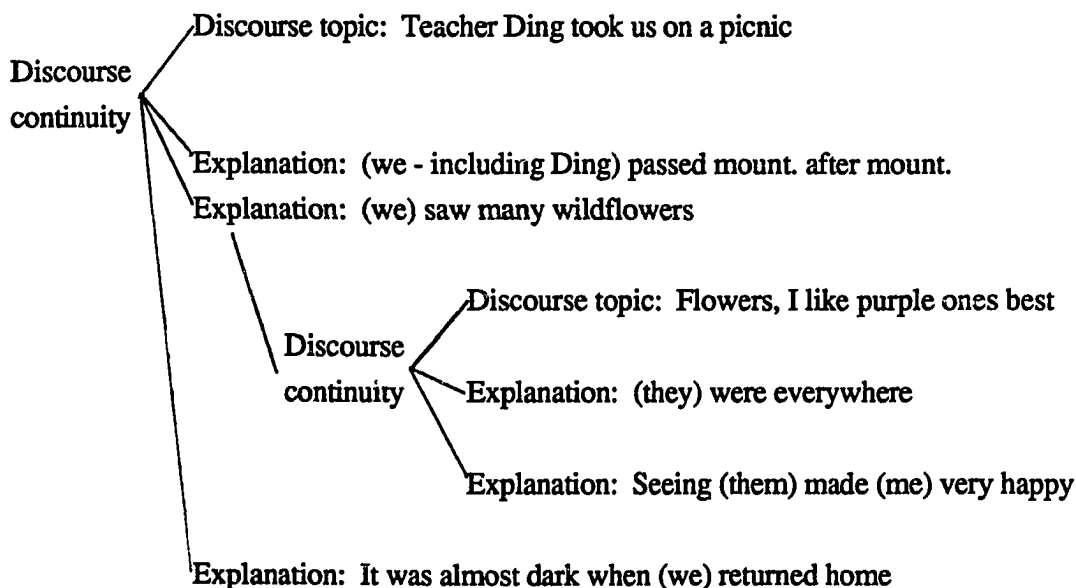 Discourse topic: Teacher Ding took us on a picnic
Discourse
continuity
Explanation: (we - including Ding) passed mount. after mount.
Explanation: (we) saw many wildflowers
Discourse topic: Flowers, I like purple ones best
Discourse
continuity
Explanation: (they) were everywhere
Explanation: Seeing (them) made (me) very happy
Explanation: It was almost dark when (we) returned home